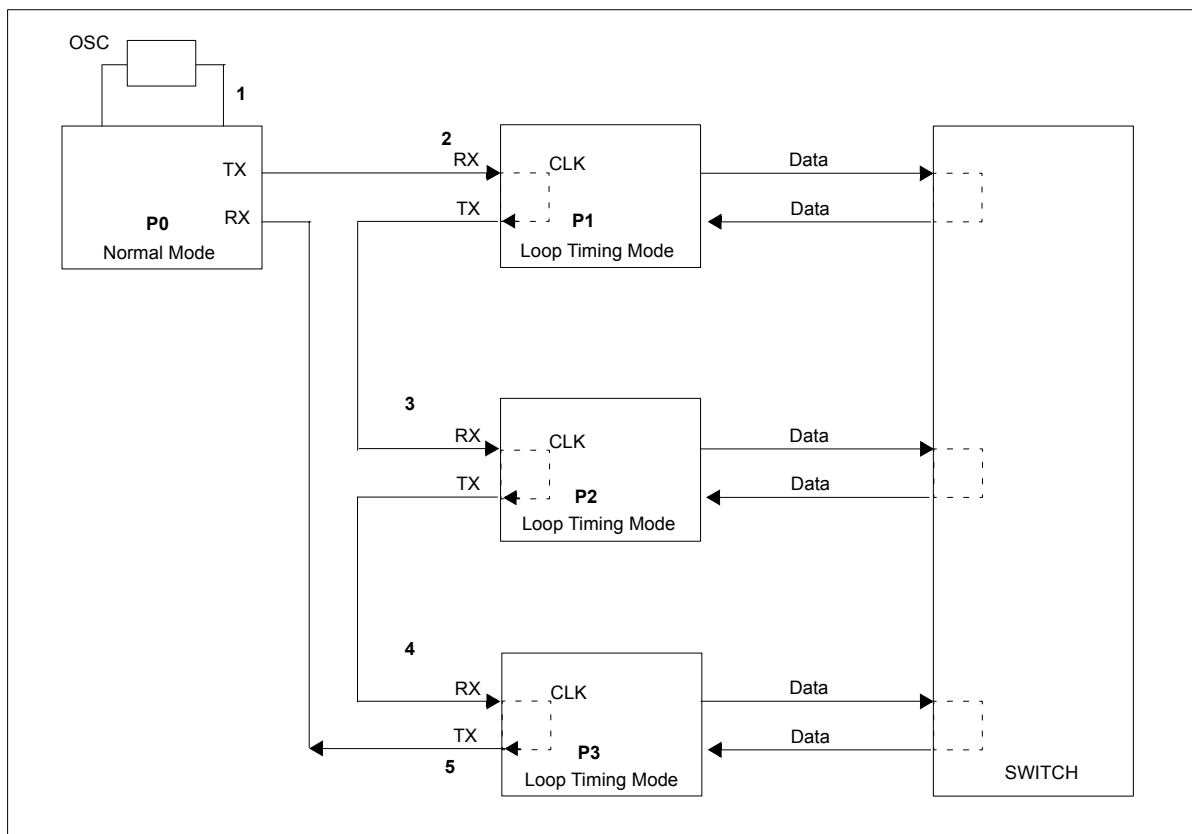 OSC
1
TX
RX
P0
Normal Mode
2
RX
CLK
TX
P1
Loop Timing Mode
Data
Data
3
RX
CLK
TX
P2
Loop Timing Mode
Data
Data
4
RX
CLK
TX
5
P3
Loop Timing Mode
Data
Data
SWITCH